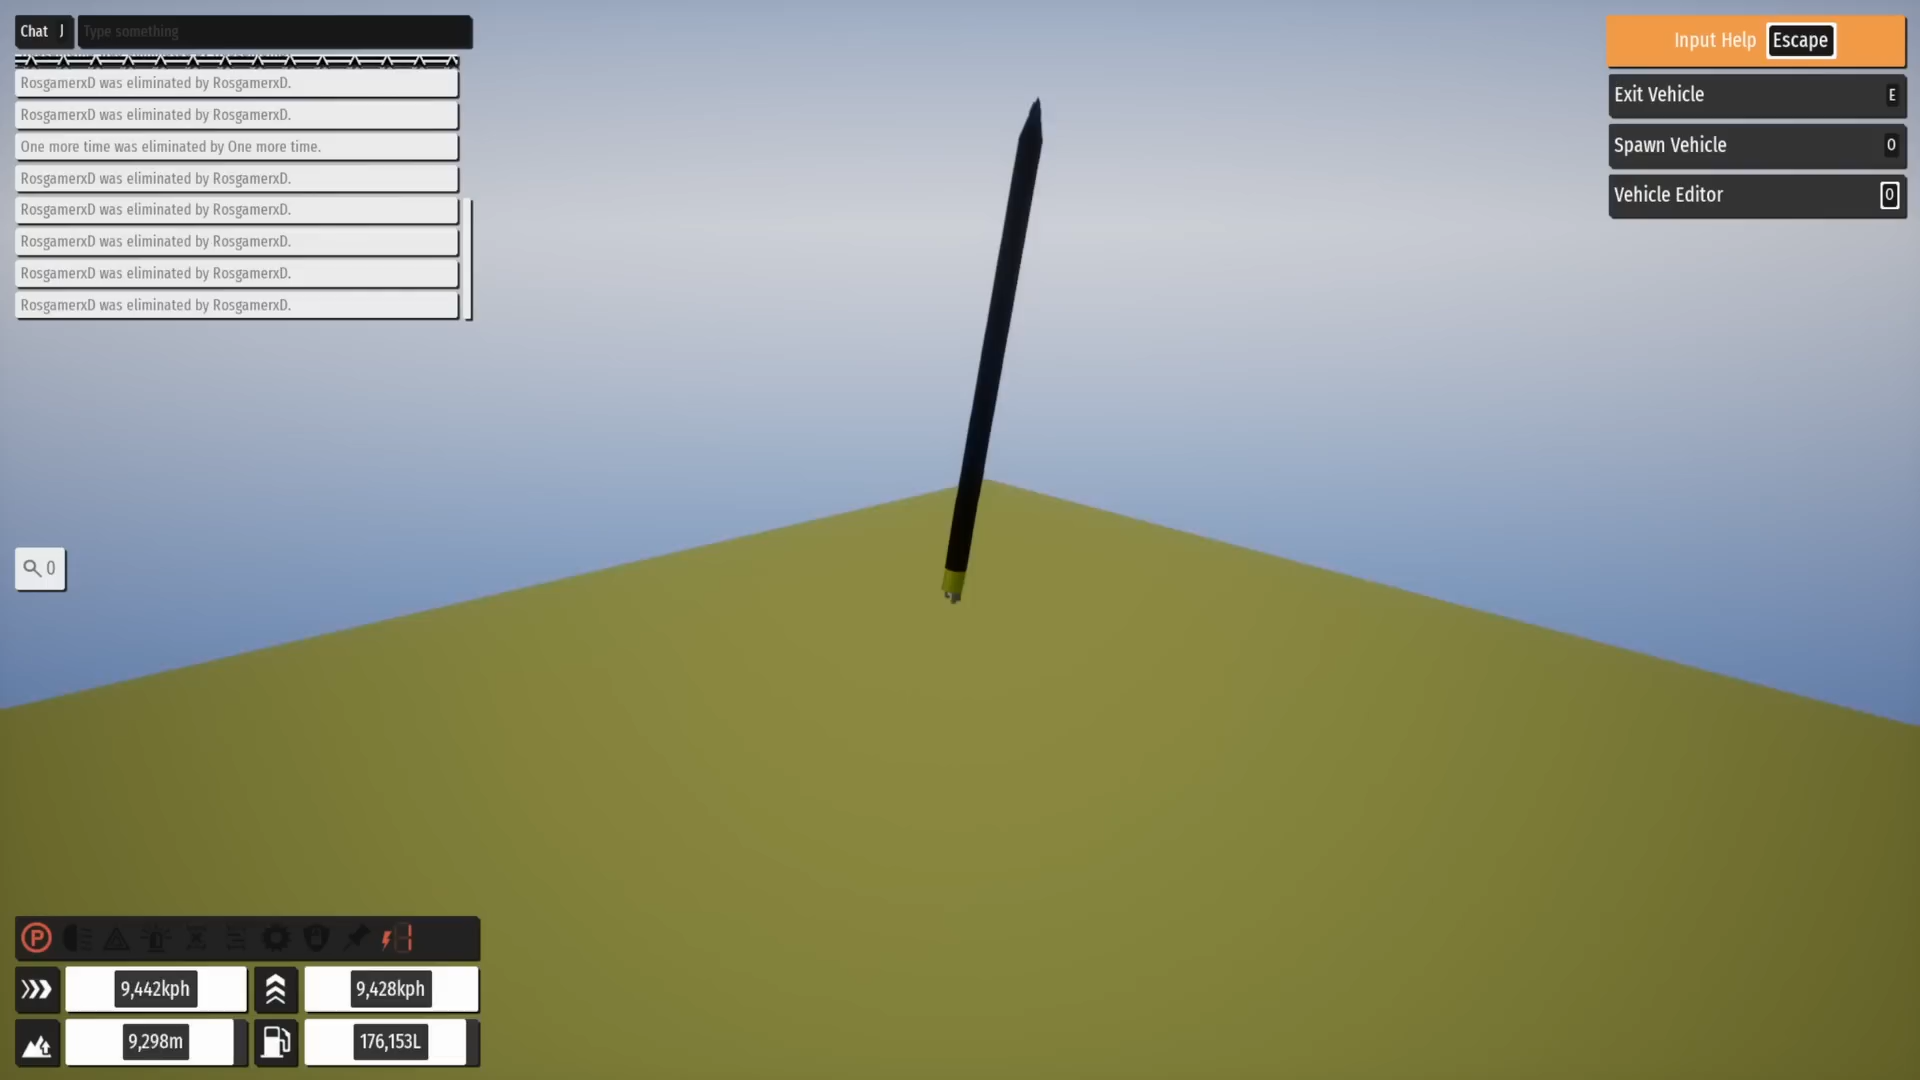 Chat J Type something
RosgamerxD was eliminated by RosgamerxD.
RosgamerxD was eliminated by RosgamerxD.
One more time was eliminated by One more time.
RosgamerxD was eliminated by RosgamerxD.
RosgamerxD was eliminated by RosgamerxD.
RosgamerxD was eliminated by RosgamerxD.
RosgamerxD was eliminated by RosgamerxD.
RosgamerxD was eliminated by RosgamerxD.
Input Help Escape
Exit Vehicle E
Spawn Vehicle O
Vehicle Editor O
0
P
9,442kph 9,428kph
9,298m 176,153L